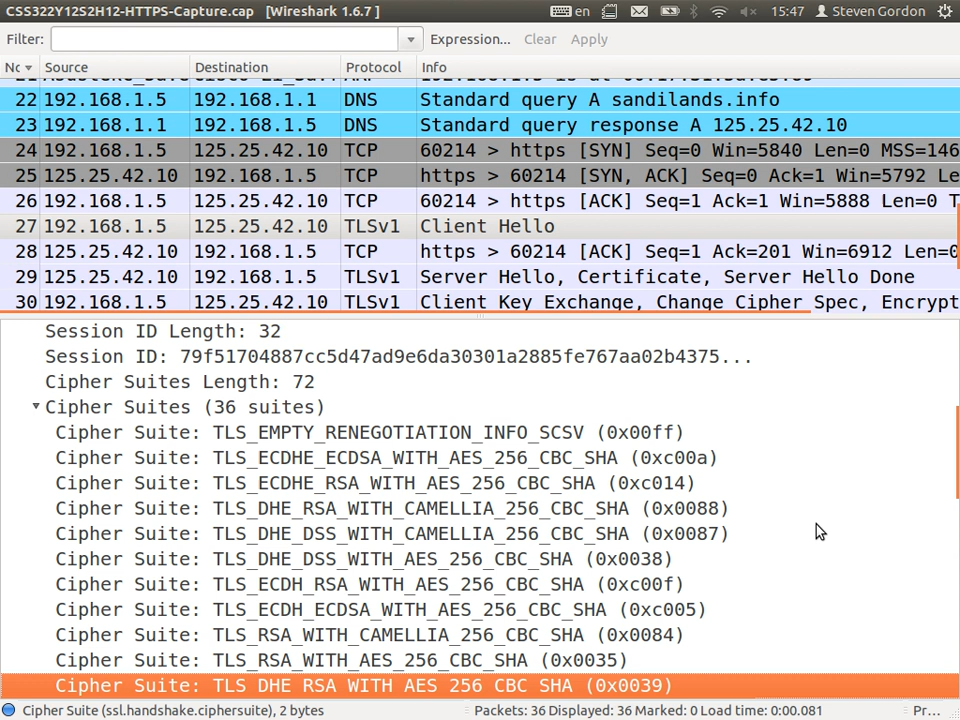 CSS322Y12S2H12-HTTPS-Capture.cap [Wireshark 1.6.7 ] en 15:47 Steven Gordon
Filter: Expression... Clear Apply
No Source Destination Protocol Info
22 192.168.1.5 192.168.1.1 DNS Standard query A sandilands.info
23 192.168.1.1 192.168.1.5 DNS Standard query response A 125.25.42.10
24 192.168.1.5 125.25.42.10 TCP 60214 > https [SYN] Seq=0 Win=5840 Len=0 MSS=146
25 125.25.42.10 192.168.1.5 TCP https > 60214 [SYN, ACK] Seq=0 Ack=1 Win=5792 Le
26 192.168.1.5 125.25.42.10 TCP 60214 > https [ACK] Seq=1 Ack=1 Win=5888 Len=0 T
27 192.168.1.5 125.25.42.10 TLSv1 Client Hello
28 125.25.42.10 192.168.1.5 TCP https > 60214 [ACK] Seq=1 Ack=201 Win=6912 Len=0
29 125.25.42.10 192.168.1.5 TLSv1 Server Hello, Certificate, Server Hello Done
30 192.168.1.5 125.25.42.10 TLSv1 Client Key Exchange, Change Cipher Spec, Encrypt
Session ID Length: 32
Session ID: 79f51704887cc5d47ad9e6da30301a2885fe767aa02b4375...
Cipher Suites Length: 72
Cipher Suites (36 suites)
Cipher Suite: TLS_EMPTY_RENEGOTIATION_INFO_SCSV (0x00ff)
Cipher Suite: TLS_ECDHE_ECDSA_WITH_AES_256_CBC_SHA (0xc00a)
Cipher Suite: TLS_ECDHE_RSA_WITH_AES_256_CBC_SHA (0xc014)
Cipher Suite: TLS_DHE_RSA_WITH_CAMELLIA_256_CBC_SHA (0x0088)
Cipher Suite: TLS_DHE_DSS_WITH_CAMELLIA_256_CBC_SHA (0x0087)
Cipher Suite: TLS_DHE_DSS_WITH_AES_256_CBC_SHA (0x0038)
Cipher Suite: TLS_ECDH_RSA_WITH_AES_256_CBC_SHA (0xc00f)
Cipher Suite: TLS_ECDH_ECDSA_WITH_AES_256_CBC_SHA (0xc005)
Cipher Suite: TLS_RSA_WITH_CAMELLIA_256_CBC_SHA (0x0084)
Cipher Suite: TLS_RSA_WITH_AES_256_CBC_SHA (0x0035)
Cipher Suite: TLS_DHE_RSA_WITH_AES_256_CBC_SHA (0x0039)
Cipher Suite (ssl.handshake.ciphersuite), 2 bytes Packets: 36 Displayed: 36 Marked: 0 Load time: 0:00.081 Pr...